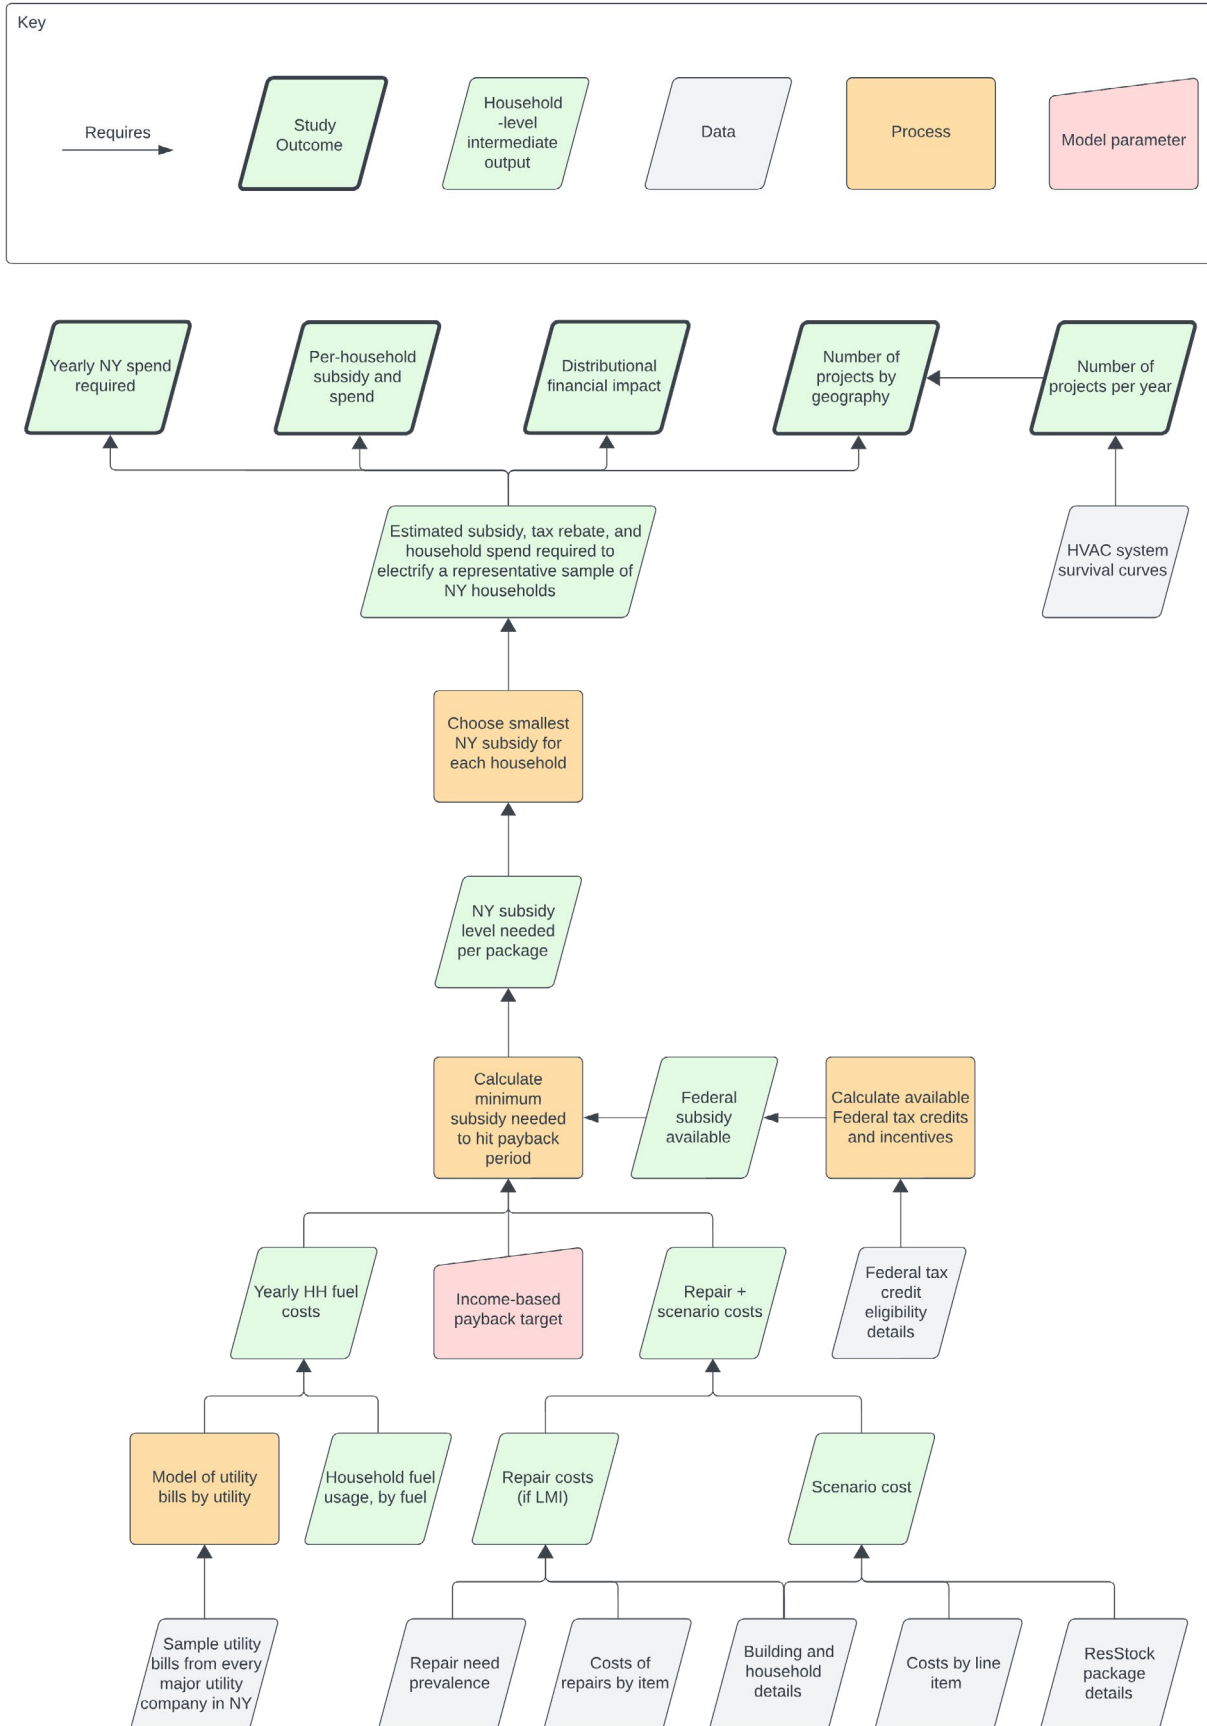 Key
Requires
Study
Outcome
Household
-level
intermediate
output
Data
Process
Model parameter
Yearly NY spend
required
Per-household
subsidy and
spend
Distributional
financial impact
Number of
projects by
geography
Number of
projects per year
Estimated subsidy, tax rebate, and
household spend required to
electrify a representative sample of
NY households
HVAC system
survival curves
Choose smallest
NY subsidy for
each household
NY subsidy
level needed
per package
Calculate
minimum
subsidy needed
to hit payback
period
Federal
subsidy
available
Calculate available
Federal tax credits
and incentives
Yearly HH fuel
costs
Income-based
payback target
Repair +
scenario costs
Federal tax
credit
eligibility
details
Model of utility
bills by utility
Household fuel
usage, by fuel
Repair costs
(if LMI)
Scenario cost
Sample utility
bills from every
major utility
company in NY
Repair need
prevalence
Costs of
repairs by item
Building and
household
details
Costs by line
item
ResStock
package
details